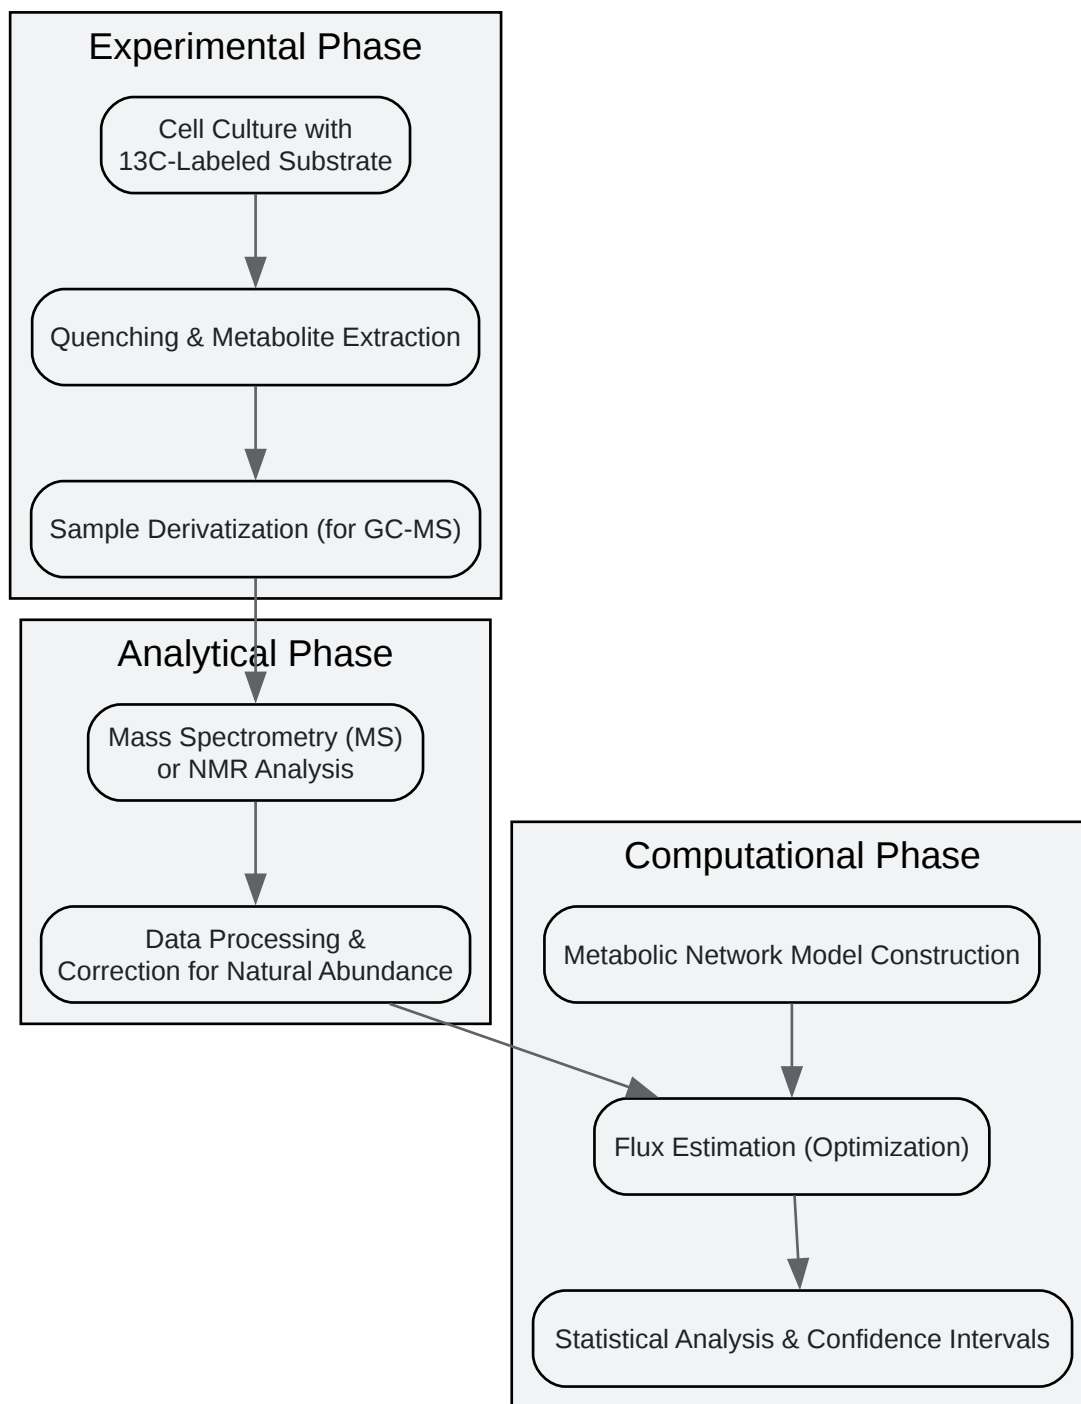 Experimental Phase
Cell Culture with
13C-Labeled Substrate
Quenching & Metabolite Extraction
Sample Derivatization (for GC-MS)
Analytical Phase
Mass Spectrometry (MS)
or NMR Analysis
Data Processing &
Correction for Natural Abundance
Computational Phase
Metabolic Network Model Construction
Flux Estimation (Optimization)
Statistical Analysis & Confidence Intervals